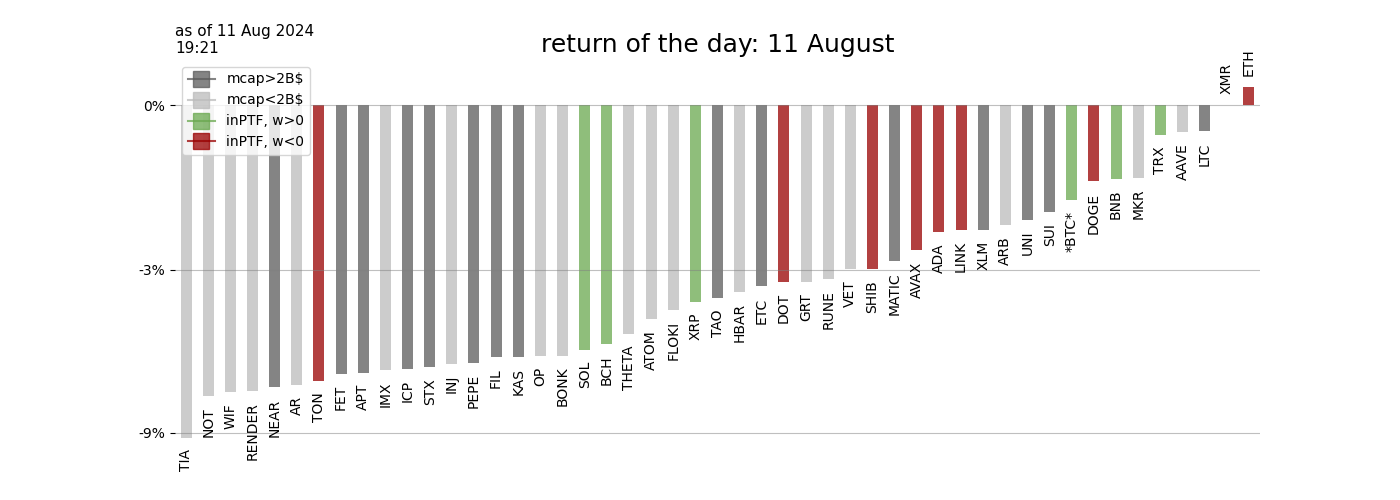 as of 11 Aug 2024
19:21
return of the day: 11 August
mcap>2B$
mcap<2B$
inPTF, w>0
inPTF, w<0
0%
-3%
-9%
TIA
NOT
WIF
RENDER
NEAR
AR
TON
FET
APT
IMX
ICP
STX
INJ
PEPE
FIL
KAS
OP
BONK
SOL
BCH
THETA
ATOM
FLOKI
XRP
TAO
HBAR
ETC
DOT
GRT
RUNE
VET
SHIB
MATIC
AVAX
ADA
LINK
XLM
ARB
UNI
SUI
*BTC*
DOGE
BNB
MKR
TRX
AAVE
LTC
XMR
ETH